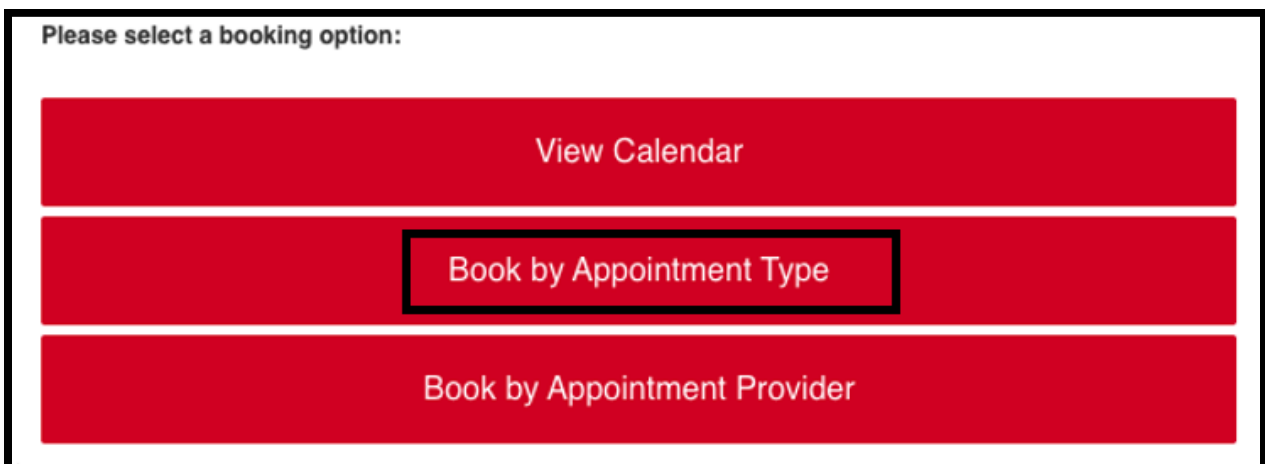 Please select a booking option:
View Calendar
Book by Appointment Type
Book by Appointment Provider